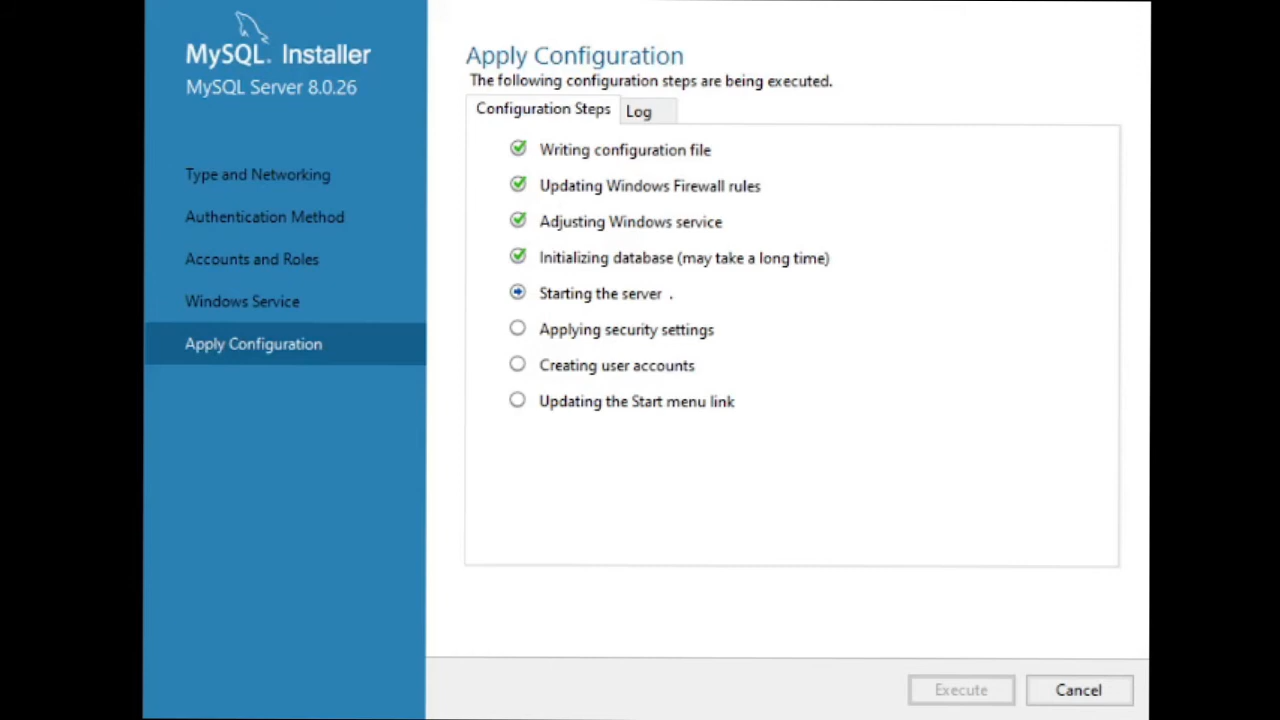 MySQL. Installer
MySQL Server 8.0.26
Type and Networking
Authentication Method
Accounts and Roles
Windows Service
Apply Configuration
Apply Configuration
The following configuration steps are being executed.
Configuration Steps
Log
Writing configuration file
Updating Windows Firewall rules
Adjusting Windows service
Initializing database (may take a long time)
Starting the server .
Applying security settings
Creating user accounts
Updating the Start menu link
Execute
Cancel